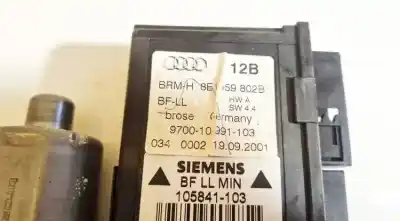 12B
BRM/H 8E 959 802B
BF-LL HW A
SW 4.4
brose Germany
9700-10 991-103
034 0002 19.09.2001
SIEMENS
BF LL MIN
105841-103